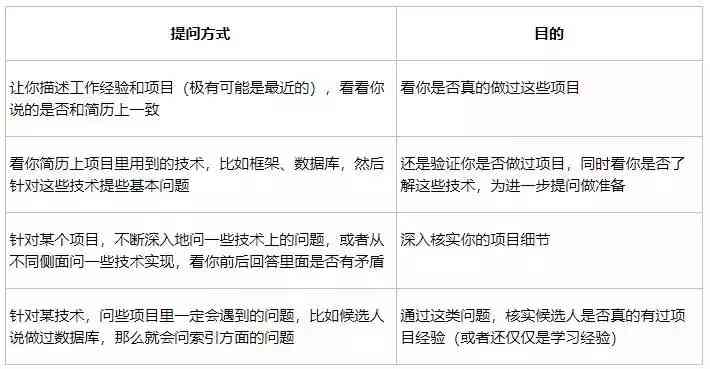 提问方式
目的
让你描述工作经验和项目（极有可能是最近的），看看你
说的是否和简历上一致
看你是否真的做过这些项目
看你简历上项目里用到的技术，比如框架、数据库，然后
针对这些技术提些基本问题
还是验证你是否做过项目，同时看你是否了
解这些技术，为进一步提问做准备
针对某个项目，不断深入地问一些技术上的问题，或者从
不同侧面问一些技术实现，看你前后回答里面是否有矛盾
深入核实你的项目细节
针对某技术，问些项目里一定会遇到的问题，比如候选人
说做过数据库，那么就会问索引方面的问题
通过这类问题，核实候选人是否真的有过项
目经验（或者还仅仅是学习经验）